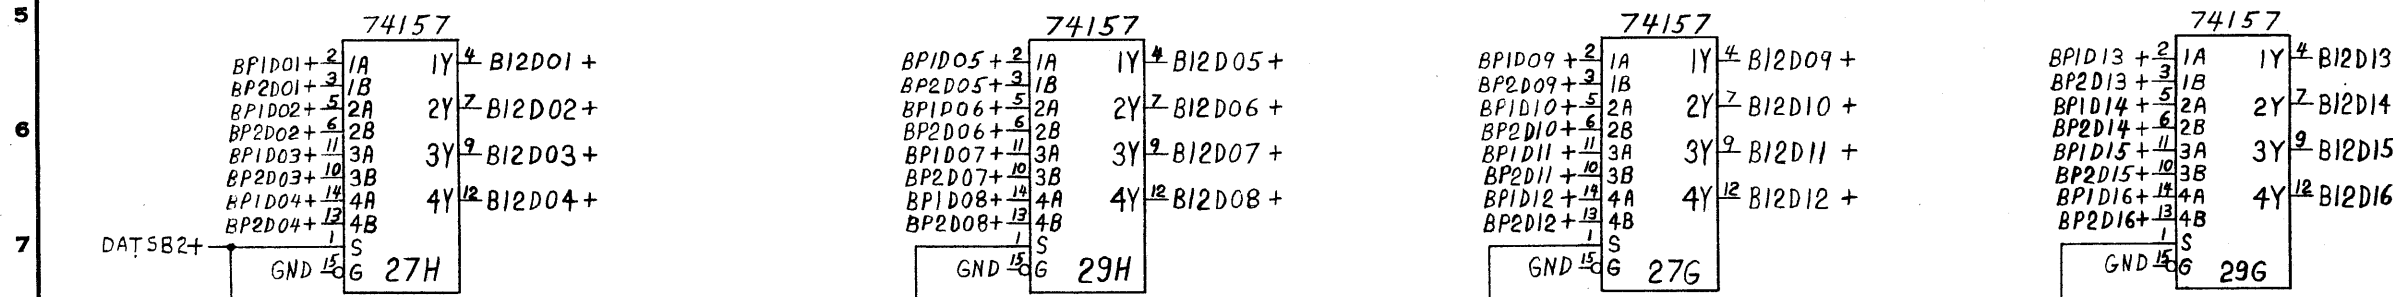 5
74157 74157 74157 74157
BP1D01+ 2 1A 1Y 4 B12D01+ BP1D05+ 2 1A 1Y 4 B12D05+ BP1D09+ 2 1A 1Y 4 B12D09+ BP1D13+ 2 1A 1Y 4 B12D13
BP2D01+ 3 1B BP2D05+ 3 1B BP2D09+ 3 1B BP2D13+ 3 1B
BP1D02+ 5 2A 2Y 7 B12D02+ BP1D06+ 5 2A 2Y 7 B12D06+ BP1D10+ 5 2A 2Y 7 B12D10+ BP1D14+ 5 2A 2Y 7 B12D14
6 BP2D02+ 6 2B BP2D06+ 6 2B BP2D10+ 6 2B BP2D14+ 6 2B
BP1D03+ 11 3A 3Y 9 B12D03+ BP1D07+ 11 3A 3Y 9 B12D07+ BP1D11+ 11 3A 3Y 9 B12D11+ BP1D15+ 11 3A 3Y 9 B12D15
BP2D03+ 10 3B BP2D07+ 10 3B BP2D11+ 10 3B BP2D15+ 10 3B
BP1D04+ 14 4A 4Y 12 B12D04+ BP1D08+ 14 4A 4Y 12 B12D08+ BP1D12+ 14 4A 4Y 12 B12D12+ BP1D16+ 14 4A 4Y 12 B12D16
BP2D04+ 13 4B BP2D08+ 13 4B BP2D12+ 13 4B BP2D16+ 13 4B
7 DATSB2+ 1 S 1 S 1 S 1 S
GND 15 G 27H GND 15 G 29H GND 15 G 27G GND 15 G 29G